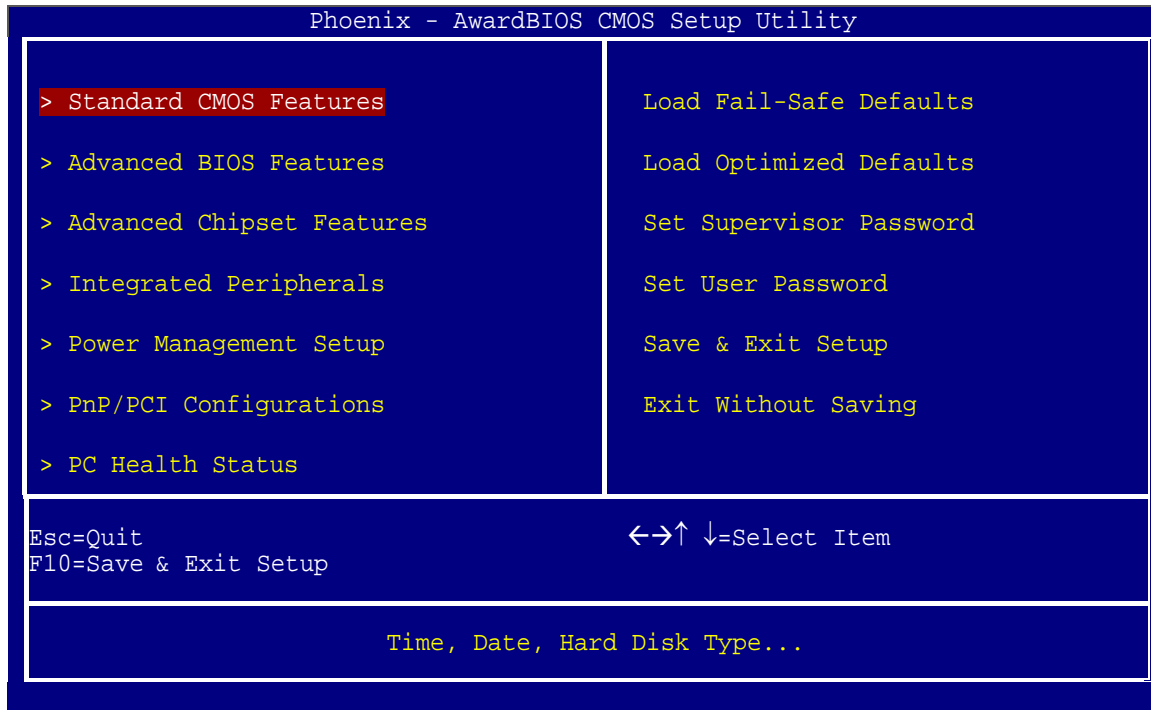 Phoenix - AwardBIOS CMOS Setup Utility
> Standard CMOS Features
> Advanced BIOS Features
> Advanced Chipset Features
> Integrated Peripherals
> Power Management Setup
> PnP/PCI Configurations
> PC Health Status
Load Fail-Safe Defaults
Load Optimized Defaults
Set Supervisor Password
Set User Password
Save & Exit Setup
Exit Without Saving
Esc=Quit
F10=Save & Exit Setup
←→↑ ↓=Select Item
Time, Date, Hard Disk Type...